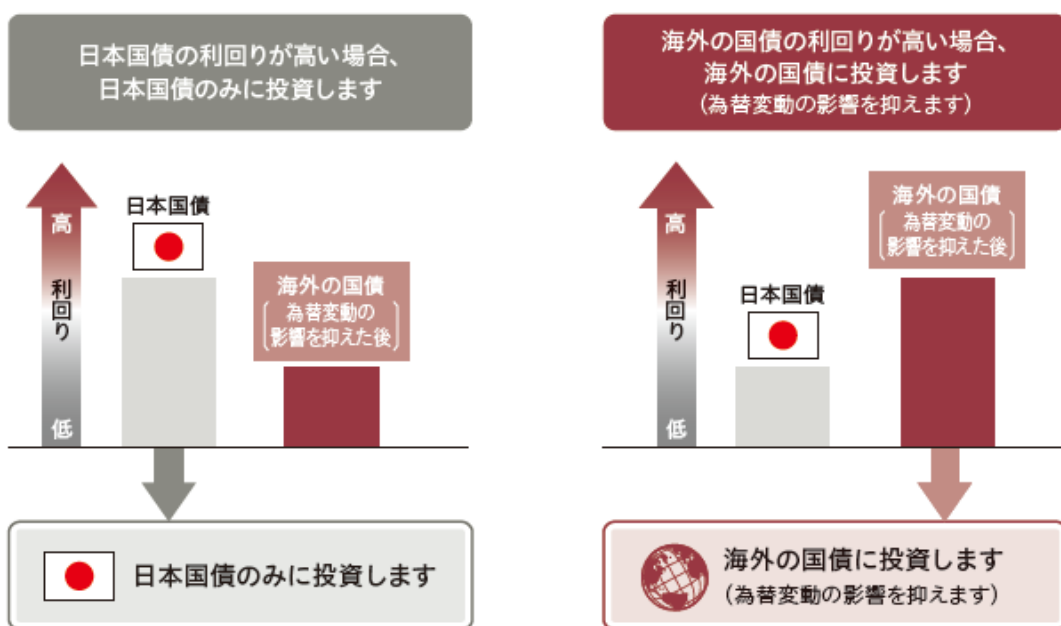 日本国債の利回りが高い場合、
日本国債のみに投資します
高
利回り
低
日本国債
海外の国債
為替変動の
影響を抑えた後
日本国債のみに投資します
海外の国債の利回りが高い場合、
海外の国債に投資します
(為替変動の影響を抑えます)
高
利回り
低
日本国債
海外の国債
為替変動の
影響を抑えた後
海外の国債に投資します
(為替変動の影響を抑えます)